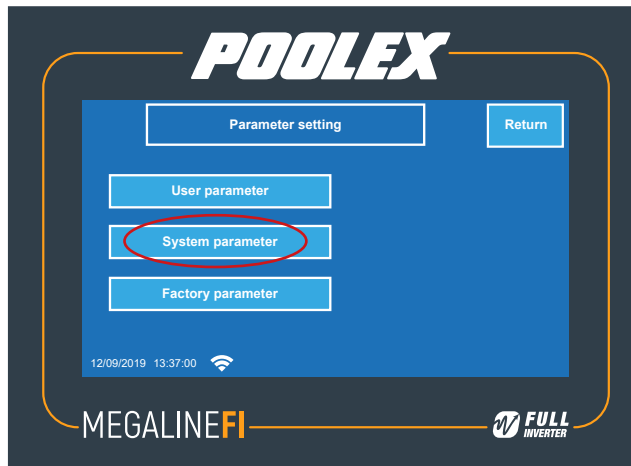 POOLEX
Parameter setting
Return
User parameter
System parameter
Factory parameter
12/09/2019 13:37:00
MEGALINEFI
FULL
INVERTER